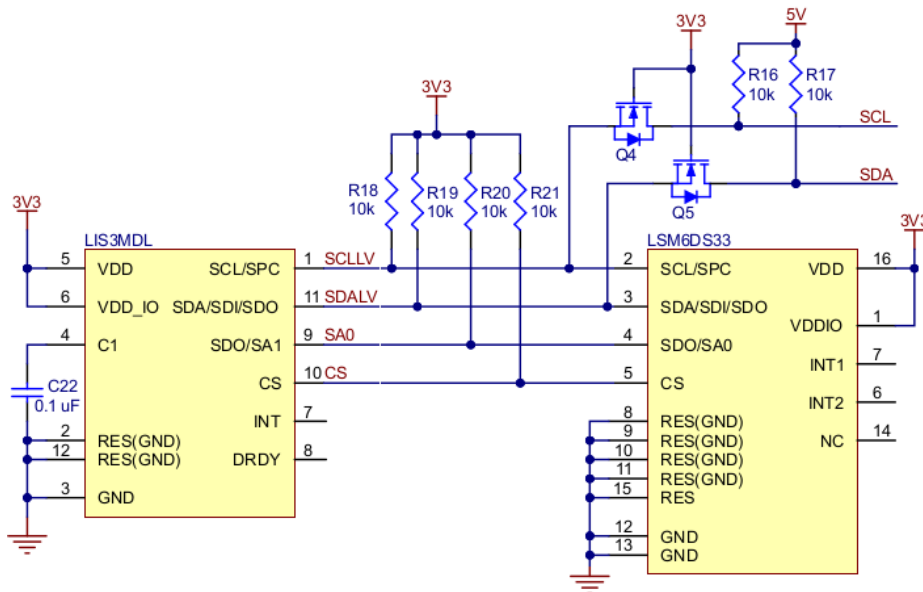 3V3
5V
R16
10k
R17
10k
SCL
Q4
SDA
Q5
3V3
R18
10k
R19
10k
R20
10k
R21
10k
3V3
LIS3MDL
5 VDD
6 VDD_IO
4 C1
2 RES(GND)
12 RES(GND)
3 GND
SCL/SPC 1 SCLLV
SDA/SDI/SDO 11 SDALV
SDO/SA1 9 SA0
CS 10 CS
INT 7
DRDY 8
C22
0.1 uF
3V3
LSM6DS33
2 SCL/SPC
3 SDA/SDI/SDO
4 SDO/SA0
5 CS
8 RES(GND)
9 RES(GND)
10 RES(GND)
11 RES(GND)
15 RES
12 GND
13 GND
VDD 16
VDDIO 1
INT1 7
INT2 6
NC 14